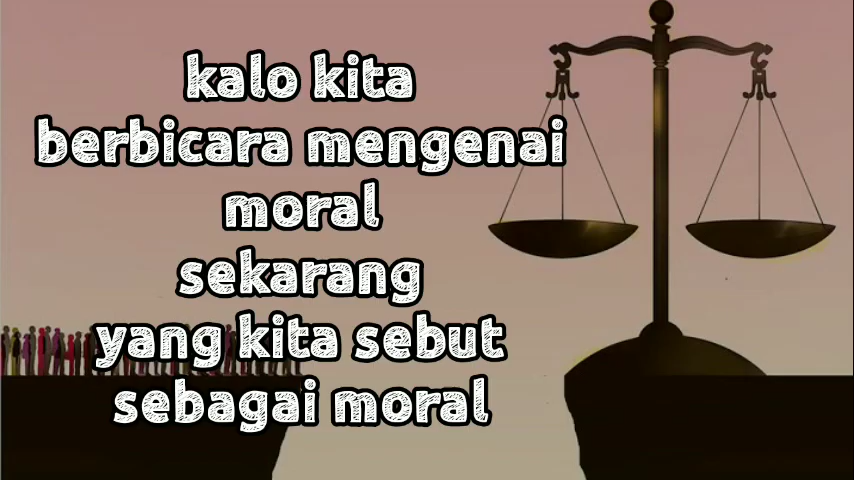 kalo kita
berbicara mengenai
moral
sekarang
yang kita sebut
sebagai moral